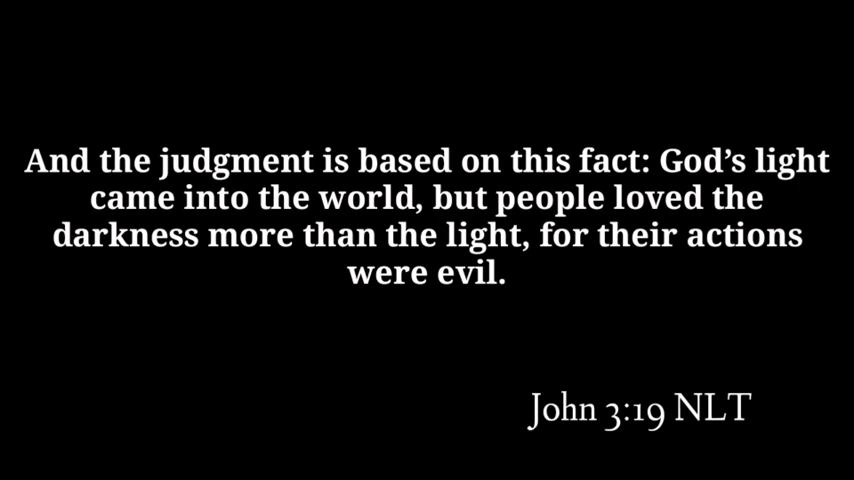 And the judgment is based on this fact: God’s light
came into the world, but people loved the
darkness more than the light, for their actions
were evil.
John 3:19 NLT